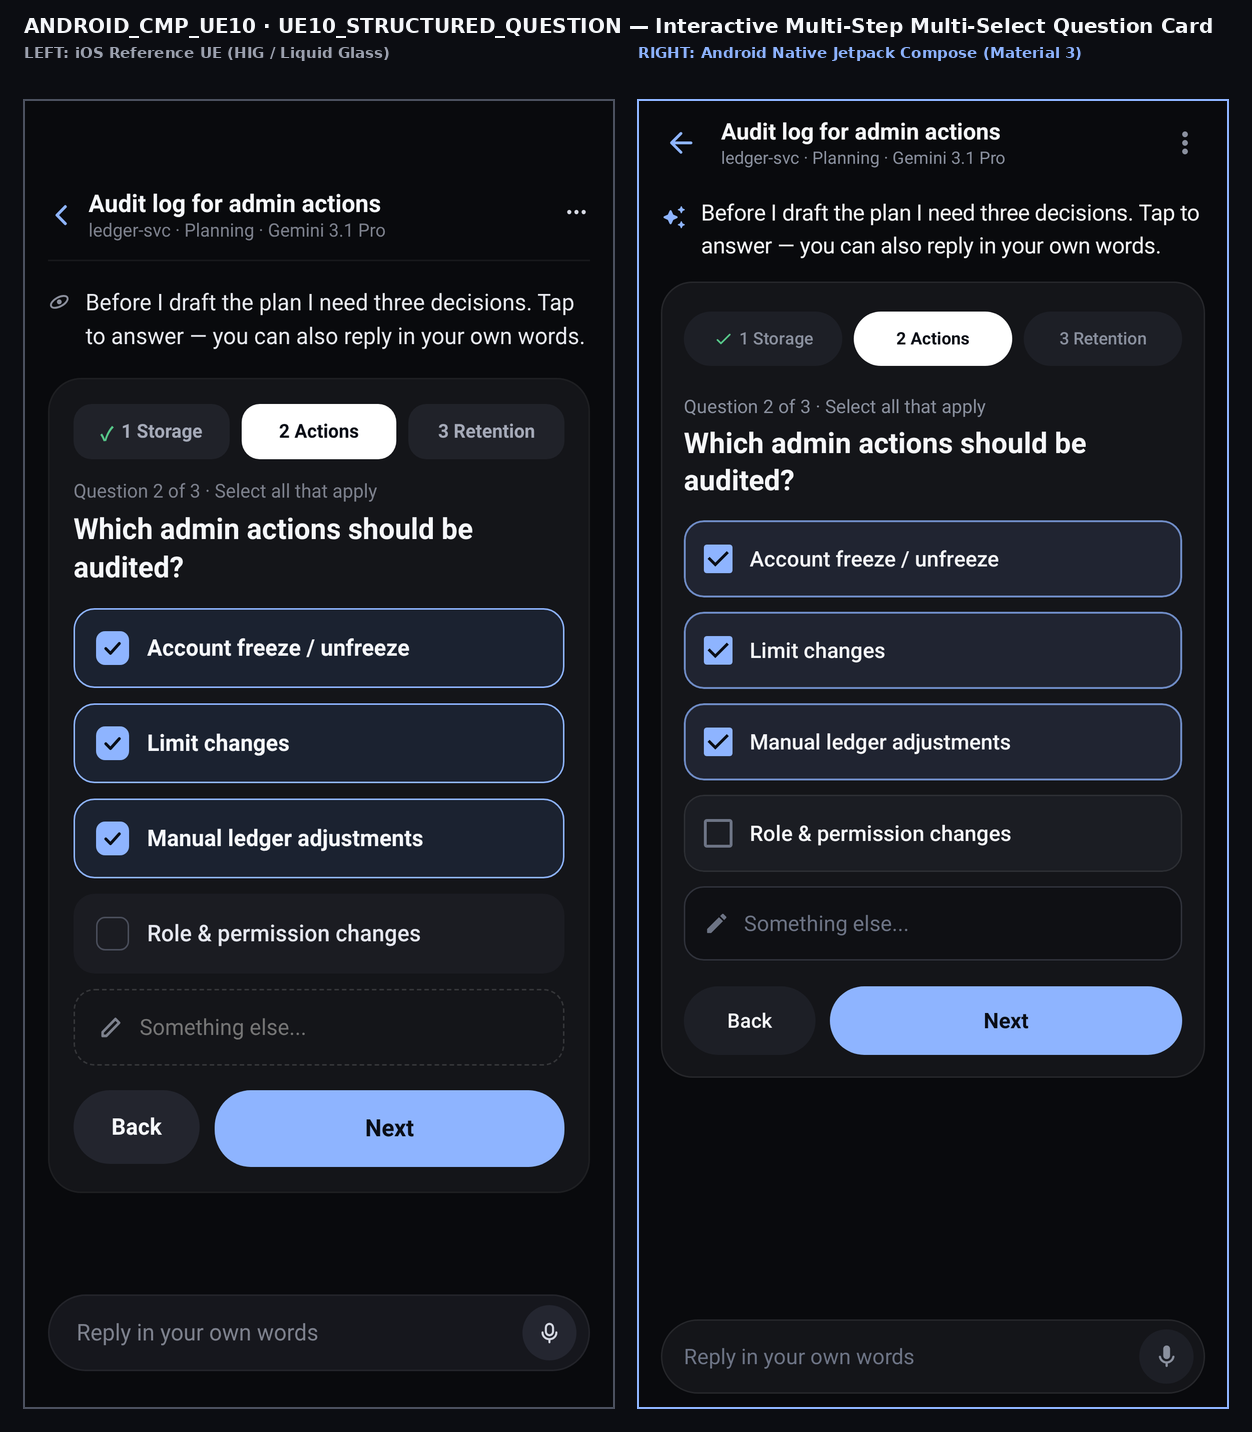 ANDROID_CMP_UE10 · UE10_STRUCTURED_QUESTION — Interactive Multi-Step Multi-Select Question Card
LEFT: iOS Reference UE (HIG / Liquid Glass)
Audit log for admin actions
ledger-svc · Planning · Gemini 3.1 Pro
Before I draft the plan I need three decisions. Tap
to answer — you can also reply in your own words.
✓ 1 Storage
2 Actions
3 Retention
Question 2 of 3 · Select all that apply
Which admin actions should be
audited?
Account freeze / unfreeze
Limit changes
Manual ledger adjustments
Role & permission changes
Something else...
Back
Next
Reply in your own words
RIGHT: Android Native Jetpack Compose (Material 3)
Audit log for admin actions
ledger-svc · Planning · Gemini 3.1 Pro
Before I draft the plan I need three decisions. Tap to
answer — you can also reply in your own words.
✓ 1 Storage
2 Actions
3 Retention
Question 2 of 3 · Select all that apply
Which admin actions should be
audited?
Account freeze / unfreeze
Limit changes
Manual ledger adjustments
Role & permission changes
Something else...
Back
Next
Reply in your own words